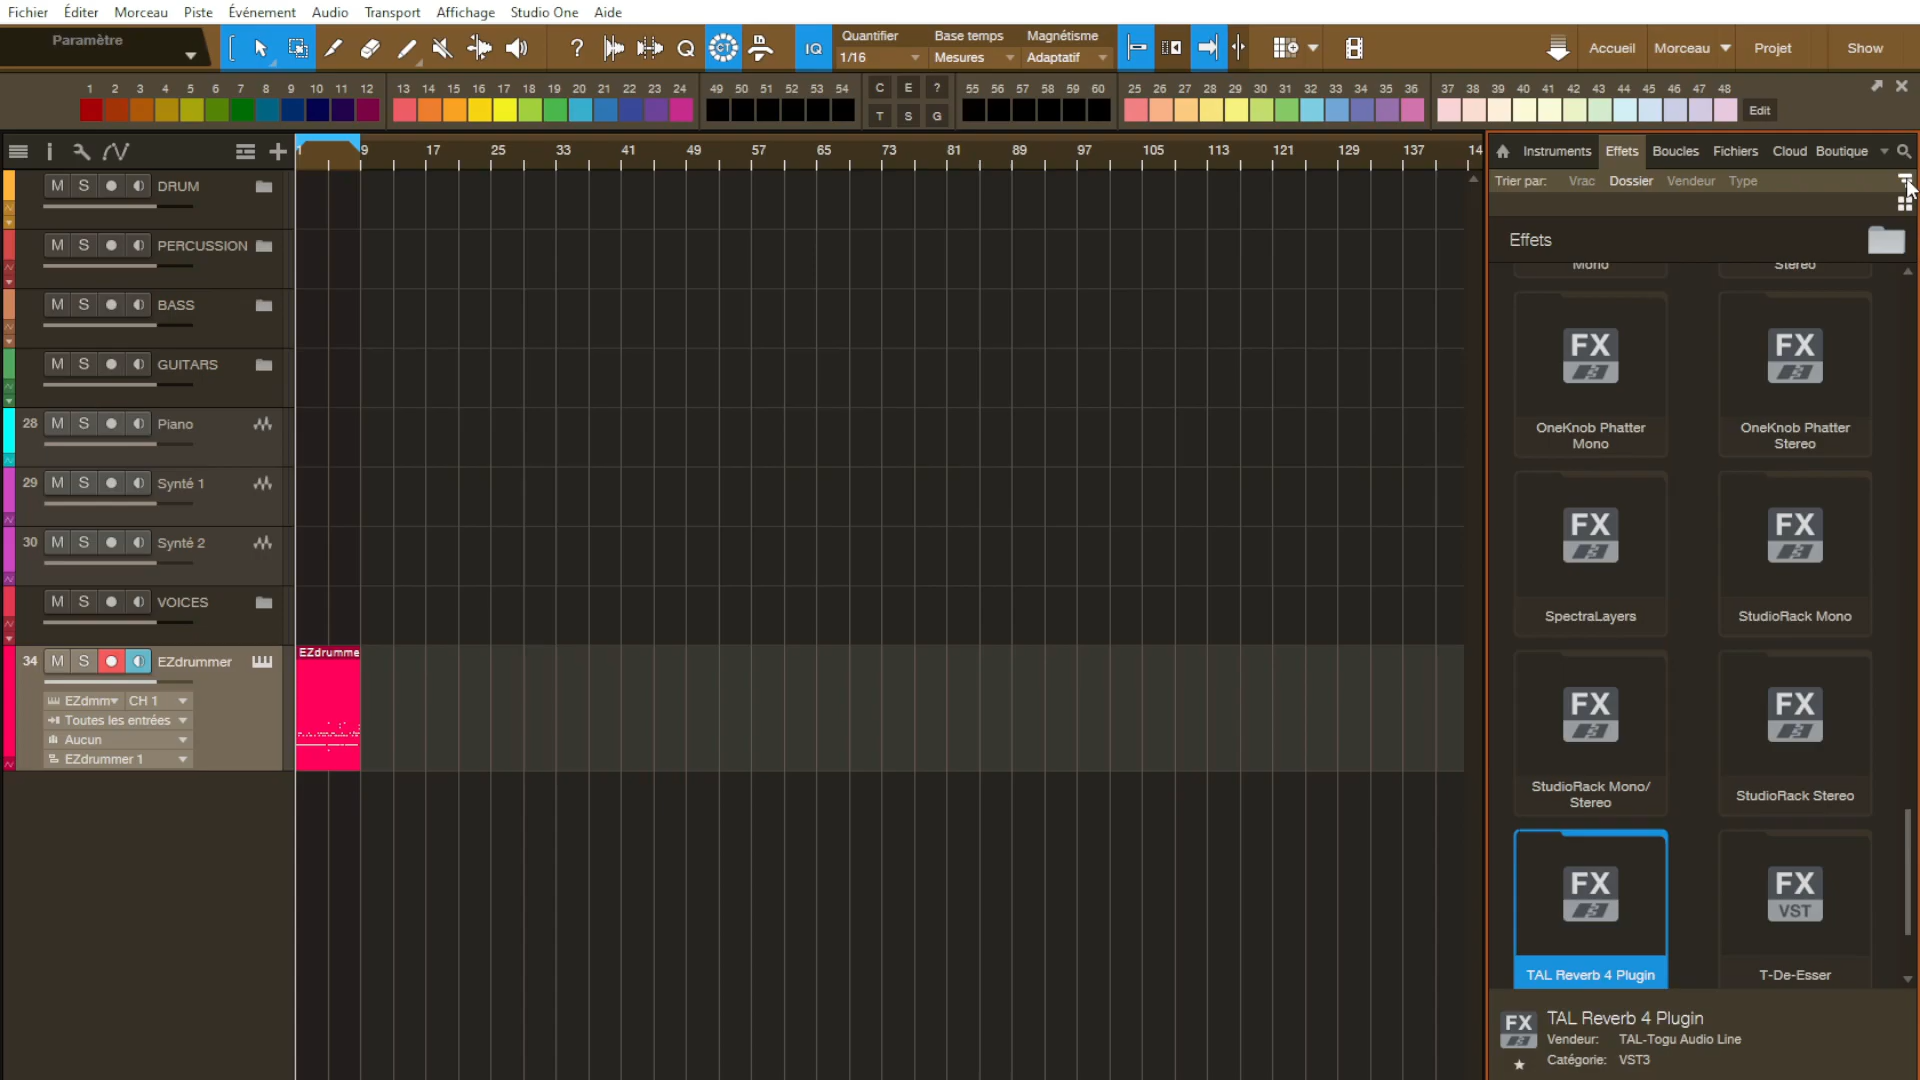 Fichier Éditer Morceau Piste Événement Audio Transport Affichage Studio One Aide
Paramètre
? Q CT IQ
Quantifier Base temps Magnétisme
1/16 Mesures Adaptatif
Accueil Morceau Projet Show
1 2 3 4 5 6 7 8 9 10 11 12 13 14 15 16 17 18 19 20 21 22 23 24 49 50 51 52 53 54 C E ? 55 56 57 58 59 60 25 26 27 28 29 30 31 32 33 34 35 36 37 38 39 40 41 42 43 44 45 46 47 48
T S G Edit
1 9 17 25 33 41 49 57 65 73 81 89 97 105 113 121 129 137 14
Instruments Effets Boucles Fichiers Cloud Boutique
Trier par: Vrac Dossier Vendeur Type
Effets
M S DRUM
M S PERCUSSION
M S BASS
M S GUITARS
28 M S Piano
29 M S Synté 1
30 M S Synté 2
M S VOICES
34 M S EZdrummer
EZdmm CH 1
Toutes les entrées
Aucun
EZdrummer 1
EZdrumme
Mono Stereo
FX FX
OneKnob Phatter
Mono
OneKnob Phatter
Stereo
FX FX
SpectraLayers StudioRack Mono
FX FX
StudioRack Mono/
Stereo
StudioRack Stereo
FX FX
VST
TAL Reverb 4 Plugin T-De-Esser
FX
TAL Reverb 4 Plugin
Vendeur: TAL-Togu Audio Line
Catégorie: VST3